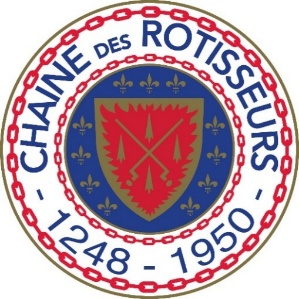 CHAINE DES ROTISSEURS
- 1248 - 1950 -